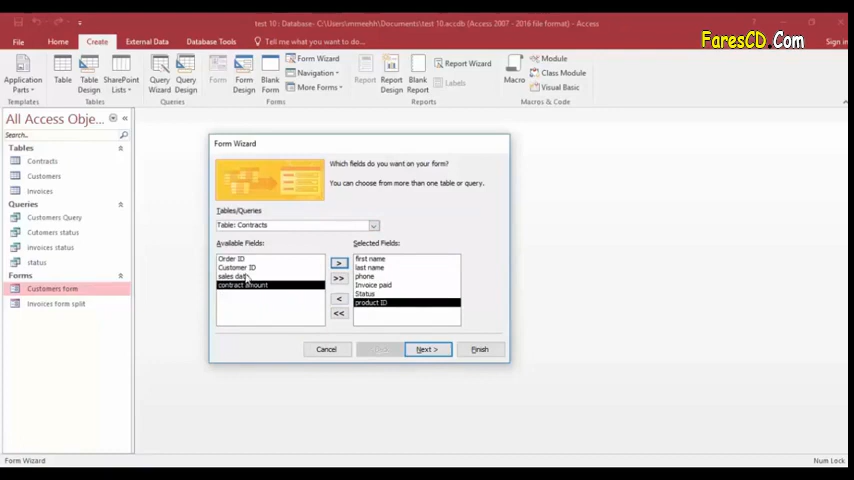 test 10 : Database- C:\Users\mmeehh\Documents\test 10.accdb (Access 2007 - 2016 file format) - Access
FaresCD.Com
File Home Create External Data Database Tools Tell me what you want to do... Sign in
Application Parts
Table
Table Design
SharePoint Lists
Query Wizard
Query Design
Form
Form Design
Blank Form
Form Wizard
Navigation
More Forms
Report
Report Design
Blank Report
Report Wizard
Labels
Macro
Module
Class Module
Visual Basic
Templates Tables Queries Forms Reports Macros & Code
All Access Obje...
Search...
Tables
Contracts
Customers
Invoices
Queries
Customers Query
Cutomers status
invoices status
status
Forms
Customers form
Invoices form split
Form Wizard
Which fields do you want on your form?
You can choose from more than one table or query.
Tables/Queries
Table: Contracts
Available Fields:
Order ID
Customer ID
sales date
contract amount
>
>>
<
<<
Selected Fields:
first name
last name
phone
Invoice paid
Status
product ID
Cancel
Next >
Finish
Form Wizard
Num Lock